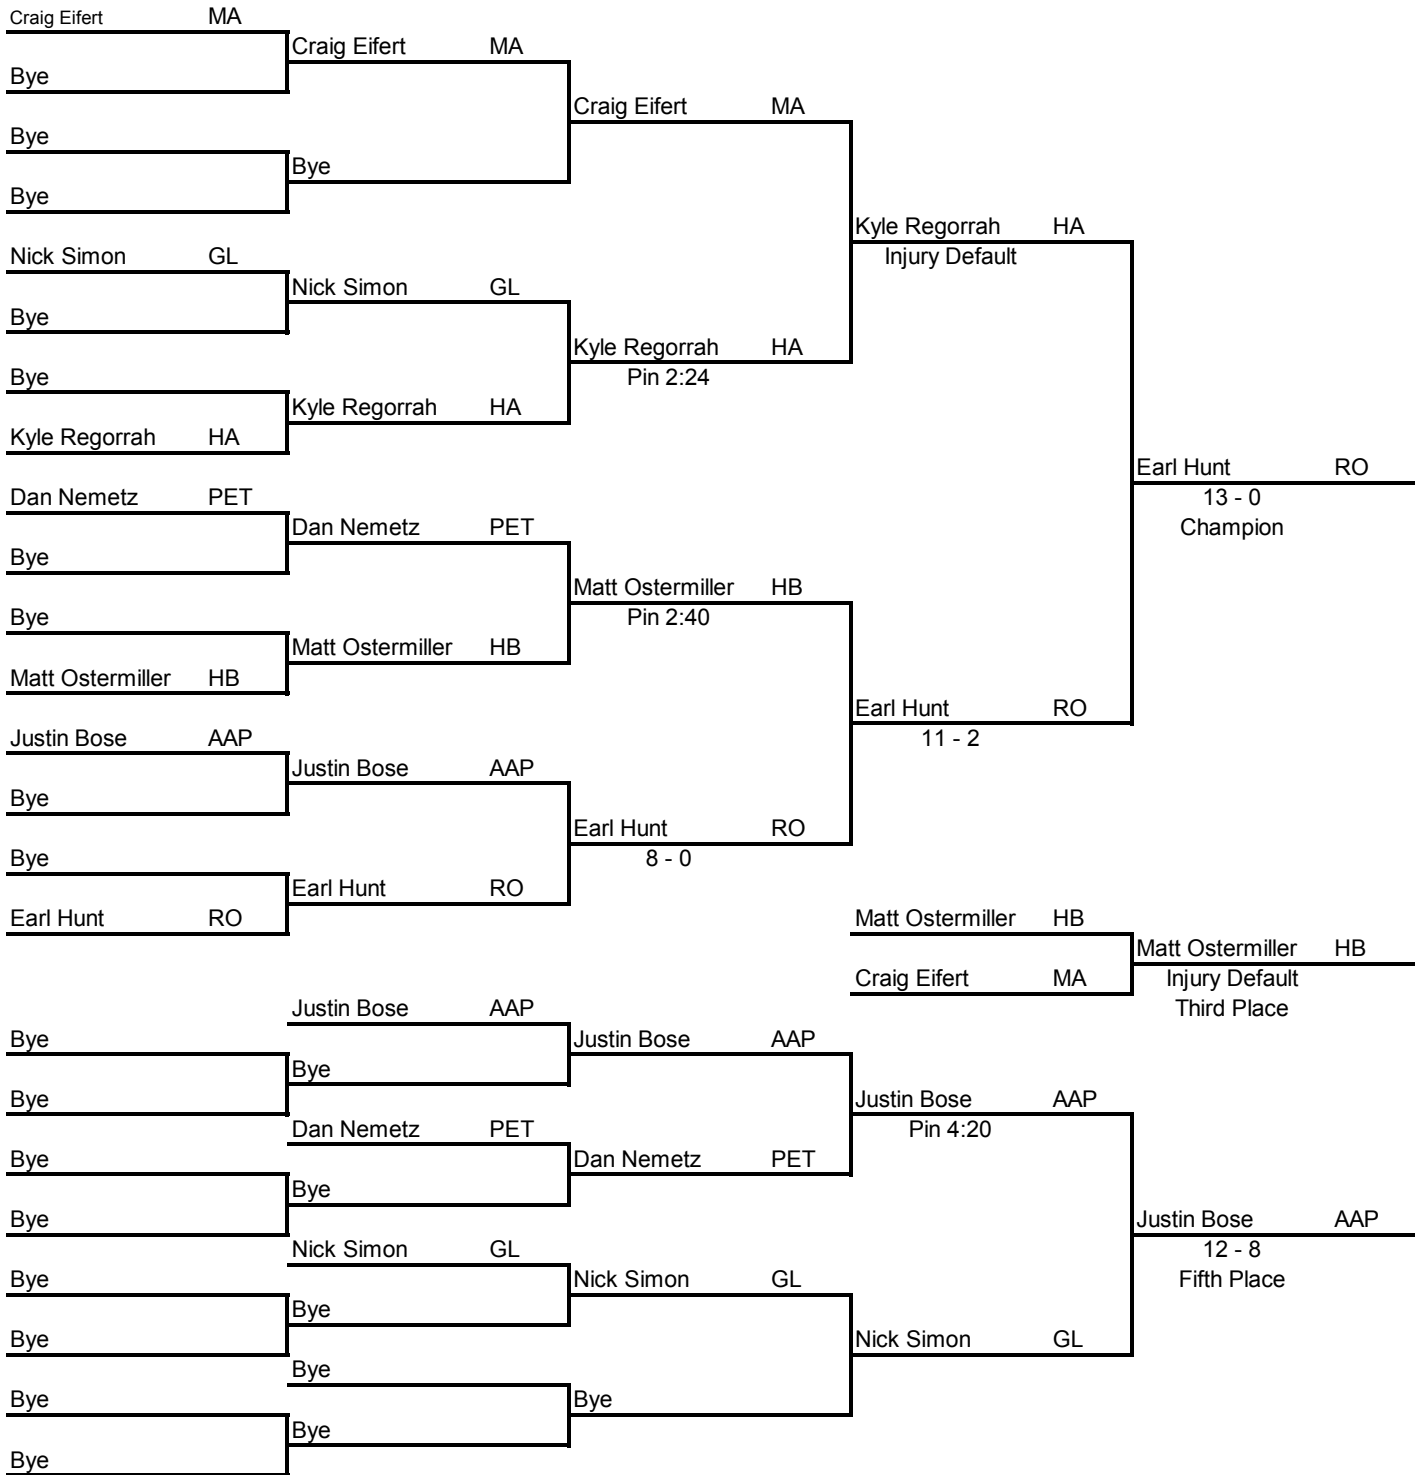 Craig Eifert MA
Craig Eifert MA
Bye
Craig Eifert MA
Bye
Bye
Bye
Kyle Regorrah HA
Nick Simon GL
Injury Default
Nick Simon GL
Bye
Kyle Regorrah HA
Bye
Pin 2:24
Kyle Regorrah HA
Kyle Regorrah HA
Earl Hunt RO
Dan Nemetz PET
13 - 0
Dan Nemetz PET
Champion
Bye
Matt Ostermiller HB
Bye
Pin 2:40
Matt Ostermiller HB
Matt Ostermiller HB
Earl Hunt RO
Justin Bose AAP
11 - 2
Justin Bose AAP
Bye
Earl Hunt RO
Bye
8 - 0
Earl Hunt RO
Earl Hunt RO
Matt Ostermiller HB
Matt Ostermiller HB
Craig Eifert MA
Injury Default
Justin Bose AAP
Third Place
Bye
Justin Bose AAP
Bye
Bye
Justin Bose AAP
Dan Nemetz PET
Pin 4:20
Bye
Dan Nemetz PET
Bye
Bye
Justin Bose AAP
Nick Simon GL
12 - 8
Bye
Nick Simon GL
Fifth Place
Bye
Bye
Nick Simon GL
Bye
Bye
Bye
Bye
Bye